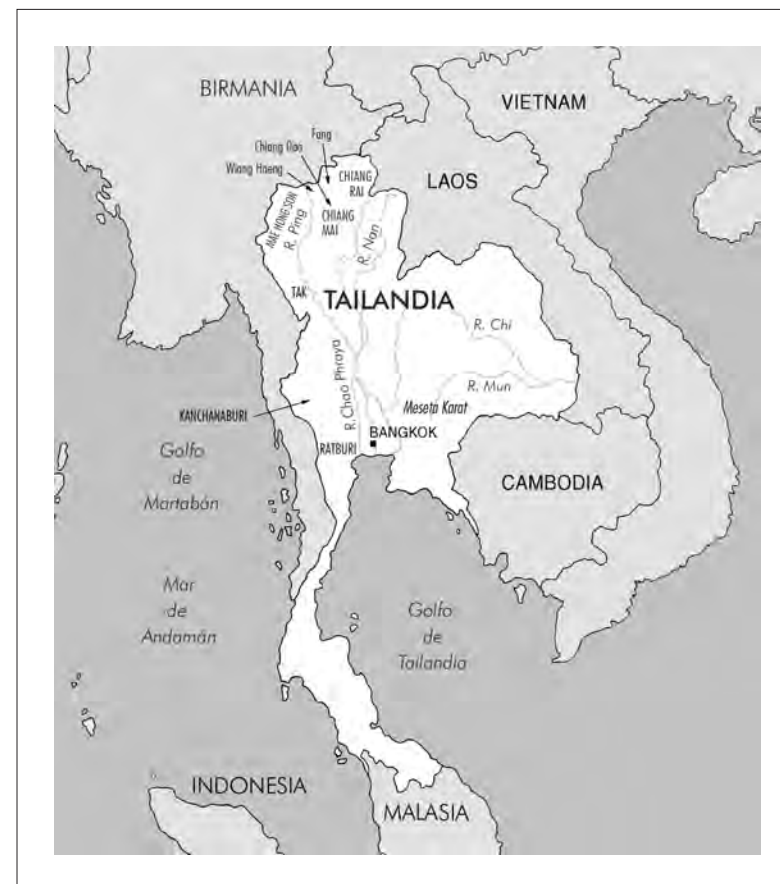 BIRMANIA
VIETNAM
Fang
Chiang Dao
Wiang Haeng
CHIANG
RAI
LAOS
MAE HONG SON
R. Ping
CHIANG
MAI
R. Nan
TAK
TAILANDIA
R. Chi
R. Chao Phraya
R. Mun
KANCHANABURI
Meseta Karat
BANGKOK
RATBURI
Golfo
de
Martabán
CAMBODIA
Mar
de
Andamán
Golfo
de
Tailandia
INDONESIA
MALASIA